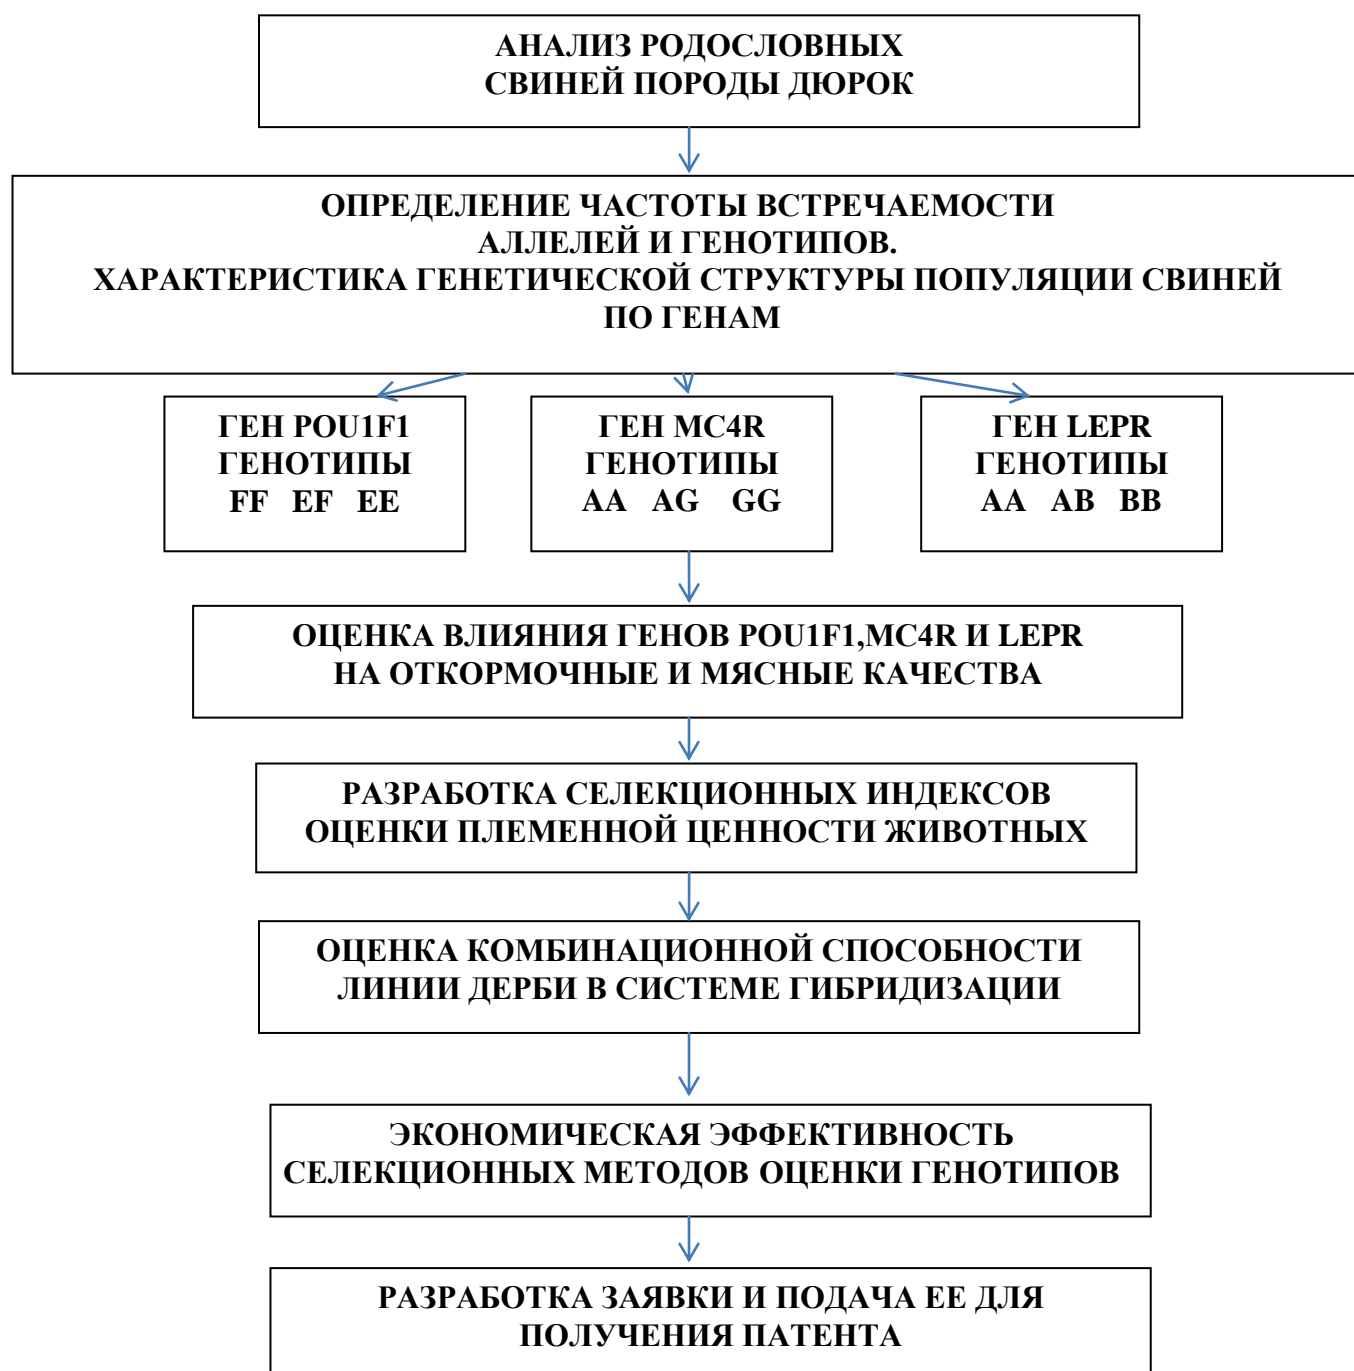 АНАЛИЗ РОДОСЛОВНЫХ
СВИНЕЙ ПОРОДЫ ДЮРОК
ОПРЕДЕЛЕНИЕ ЧАСТОТЫ ВСТРЕЧАЕМОСТИ
АЛЛЕЛЕЙ И ГЕНОТИПОВ.
ХАРАКТЕРИСТИКА ГЕНЕТИЧЕСКОЙ СТРУКТУРЫ ПОПУЛЯЦИИ СВИНЕЙ
ПО ГЕНАМ
ГЕН POU1F1
ГЕНОТИПЫ
FF EF EE
ГЕН MC4R
ГЕНОТИПЫ
AA AG GG
ГЕН LEPR
ГЕНОТИПЫ
AA AB BB
ОЦЕНКА ВЛИЯНИЯ ГЕНОВ POU1F1,MC4R И LEPR
НА ОТКОРМОЧНЫЕ И МЯСНЫЕ КАЧЕСТВА
РАЗРАБОТКА СЕЛЕКЦИОННЫХ ИНДЕКСОВ
ОЦЕНКИ ПЛЕМЕННОЙ ЦЕННОСТИ ЖИВОТНЫХ
ОЦЕНКА КОМБИНАЦИОННОЙ СПОСОБНОСТИ
ЛИНИИ ДЕРБИ В СИСТЕМЕ ГИБРИДИЗАЦИИ
ЭКОНОМИЧЕСКАЯ ЭФФЕКТИВНОСТЬ
СЕЛЕКЦИОННЫХ МЕТОДОВ ОЦЕНКИ ГЕНОТИПОВ
РАЗРАБОТКА ЗАЯВКИ И ПОДАЧА ЕЕ ДЛЯ
ПОЛУЧЕНИЯ ПАТЕНТА